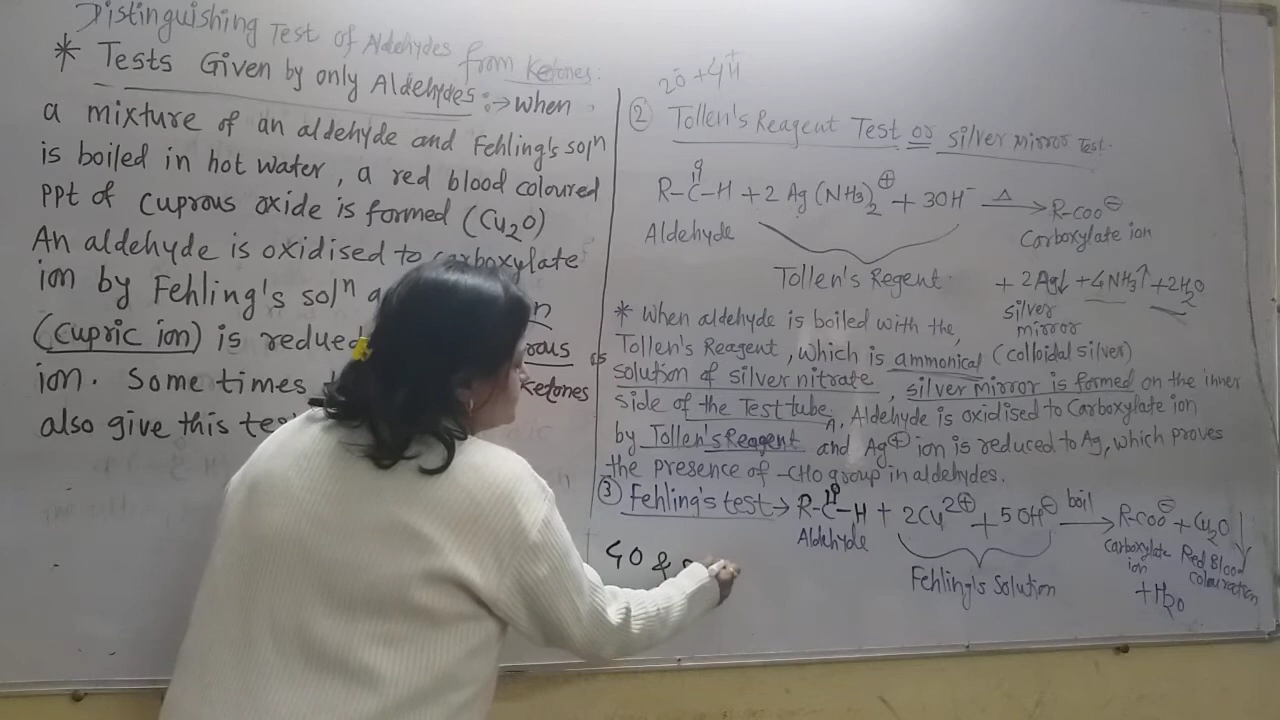 Distinguishing Test of Aldehydes from Ketones:
* Tests Given by only Aldehydes :→ When
a mixture of an aldehyde and Fehling's solⁿ
is boiled in hot water, a red blood coloured
ppt of cuprous oxide is formed (Cu₂O)
An aldehyde is oxidised to carboxylate
ion by Fehling's solⁿ
(cupric ion) is reduced
ion. Some times Ketones
also give this
2O⁻ + 4H⁺
② Tollen's Reagent Test or silver mirror Test.
R-C-H + 2 Ag(NH₃)₂⊕ + 3OH⁻ △→ R-COO⊖
Aldehyde Carboxylate ion
Tollen's Regent + 2Ag↓ + 4NH₃↑ + 2H₂O
silver mirror
* When aldehyde is boiled with the,
Tollen's Reagent, which is ammonical (colloidal silver)
solution of silver nitrate, silver mirror is formed on the inner
side of the Test tube. Aldehyde is oxidised to Carboxylate ion
by Tollen's Reagent and Ag⊕ ion is reduced to Ag, which proves
the presence of -CHO group in aldehydes.
③ Fehling's test → R-C-H + 2Cu²⊕ + 5OH⊖ boil→ R-COO⊖ + Cu₂O ↓
Aldehyde Carboxylate ion Red Blood colouration
Fehling's Solution + H₂O